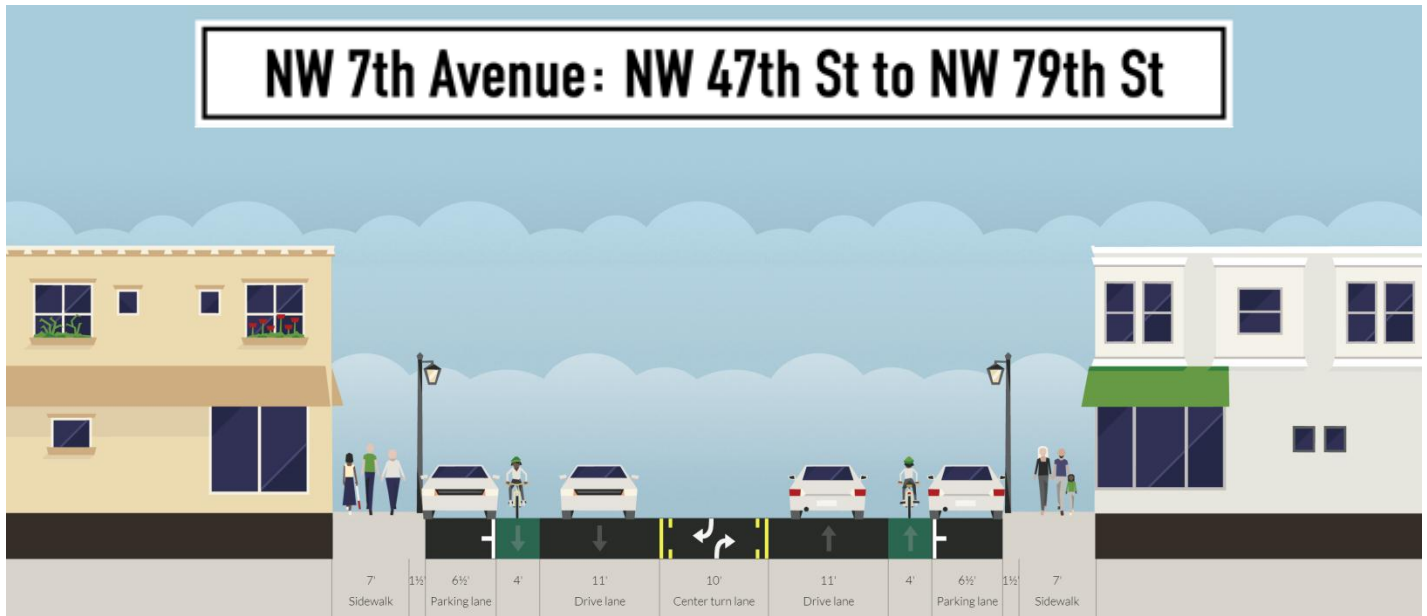 NW 7th Avenue: NW 47th St to NW 79th St
7' 1½' 6½' 4' 11' 10' 11' 4' 6½' 1½' 7'
Sidewalk Parking lane Drive lane Center turn lane Drive lane Parking lane Sidewalk